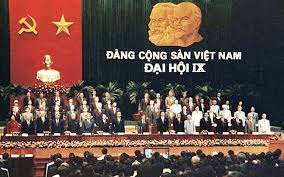 ĐẢNG CỘNG SẢN VIỆT NAM
ĐẠI HỘI IX